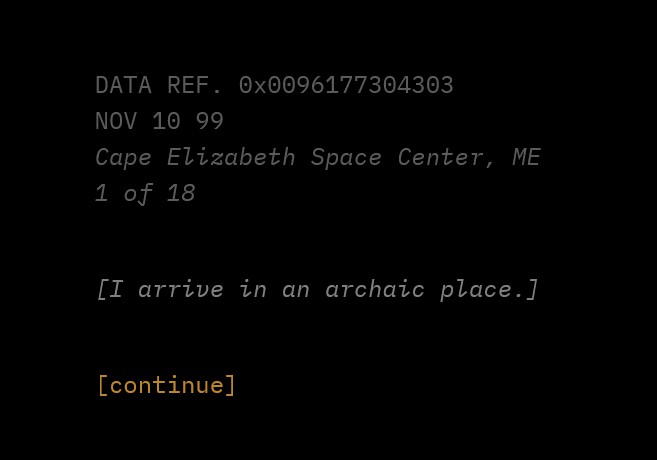 DATA REF. 0x0096177304303
NOV 10 99
Cape Elizabeth Space Center, ME
1 of 18
[I arrive in an archaic place.]
[continue]